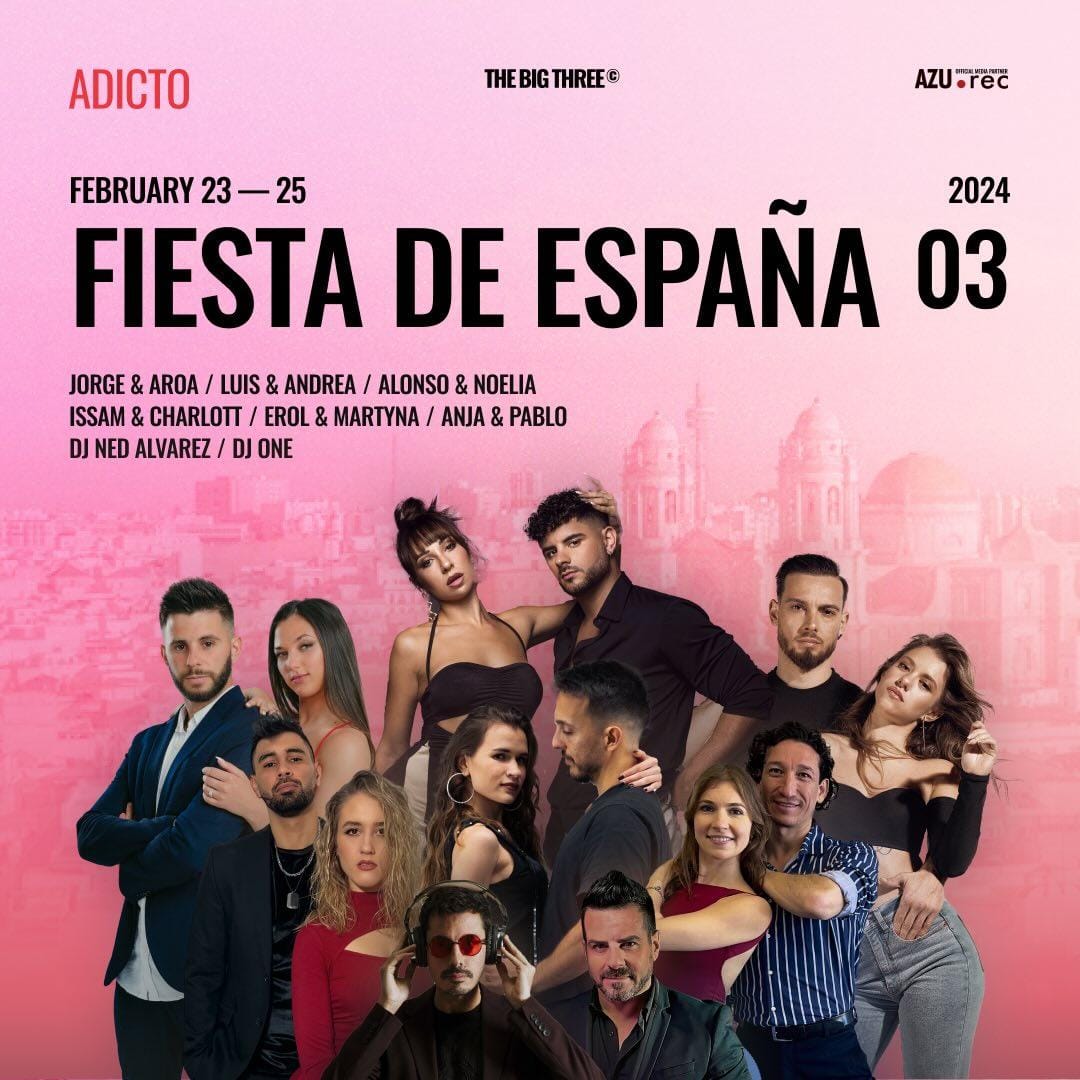 ADICTO
THE BIG THREE©
AZU.rec
OFFICIAL MEDIA PARTNER
FEBRUARY 23 — 25
2024
FIESTA DE ESPAÑA 03
JORGE & AROA / LUIS & ANDREA / ALONSO & NOELIA
ISSAM & CHARLOTT / EROL & MARTYNA / ANJA & PABLO
DJ NED ALVAREZ / DJ ONE